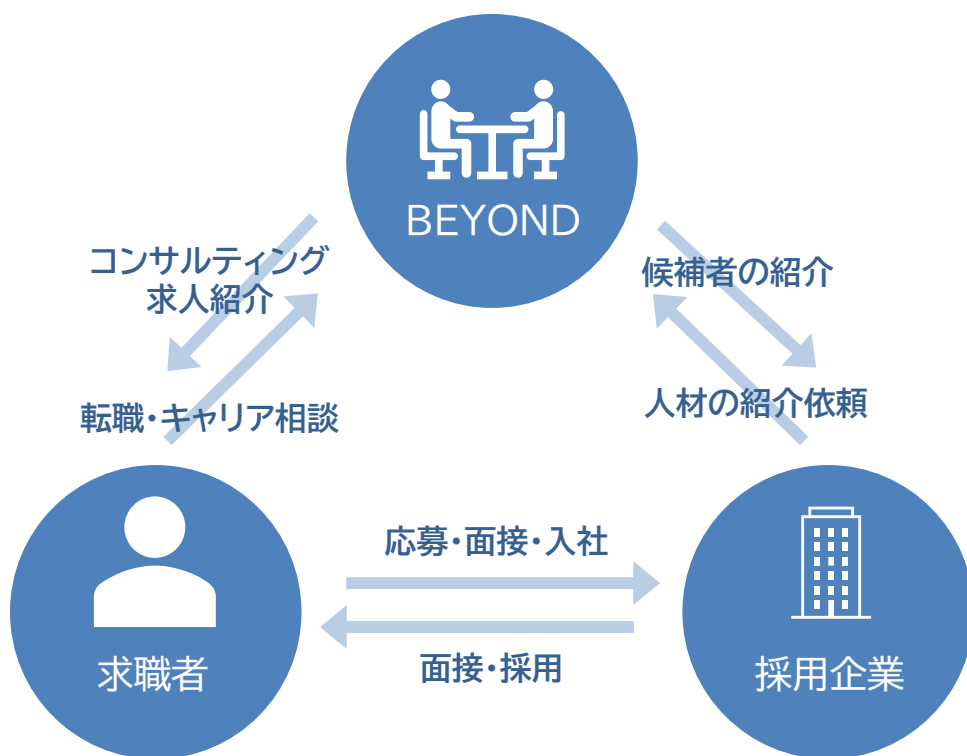 BEYOND
コンサルティング
求人紹介
候補者の紹介
転職・キャリア相談
人材の紹介依頼
応募・面接・入社
面接・採用
求職者
採用企業